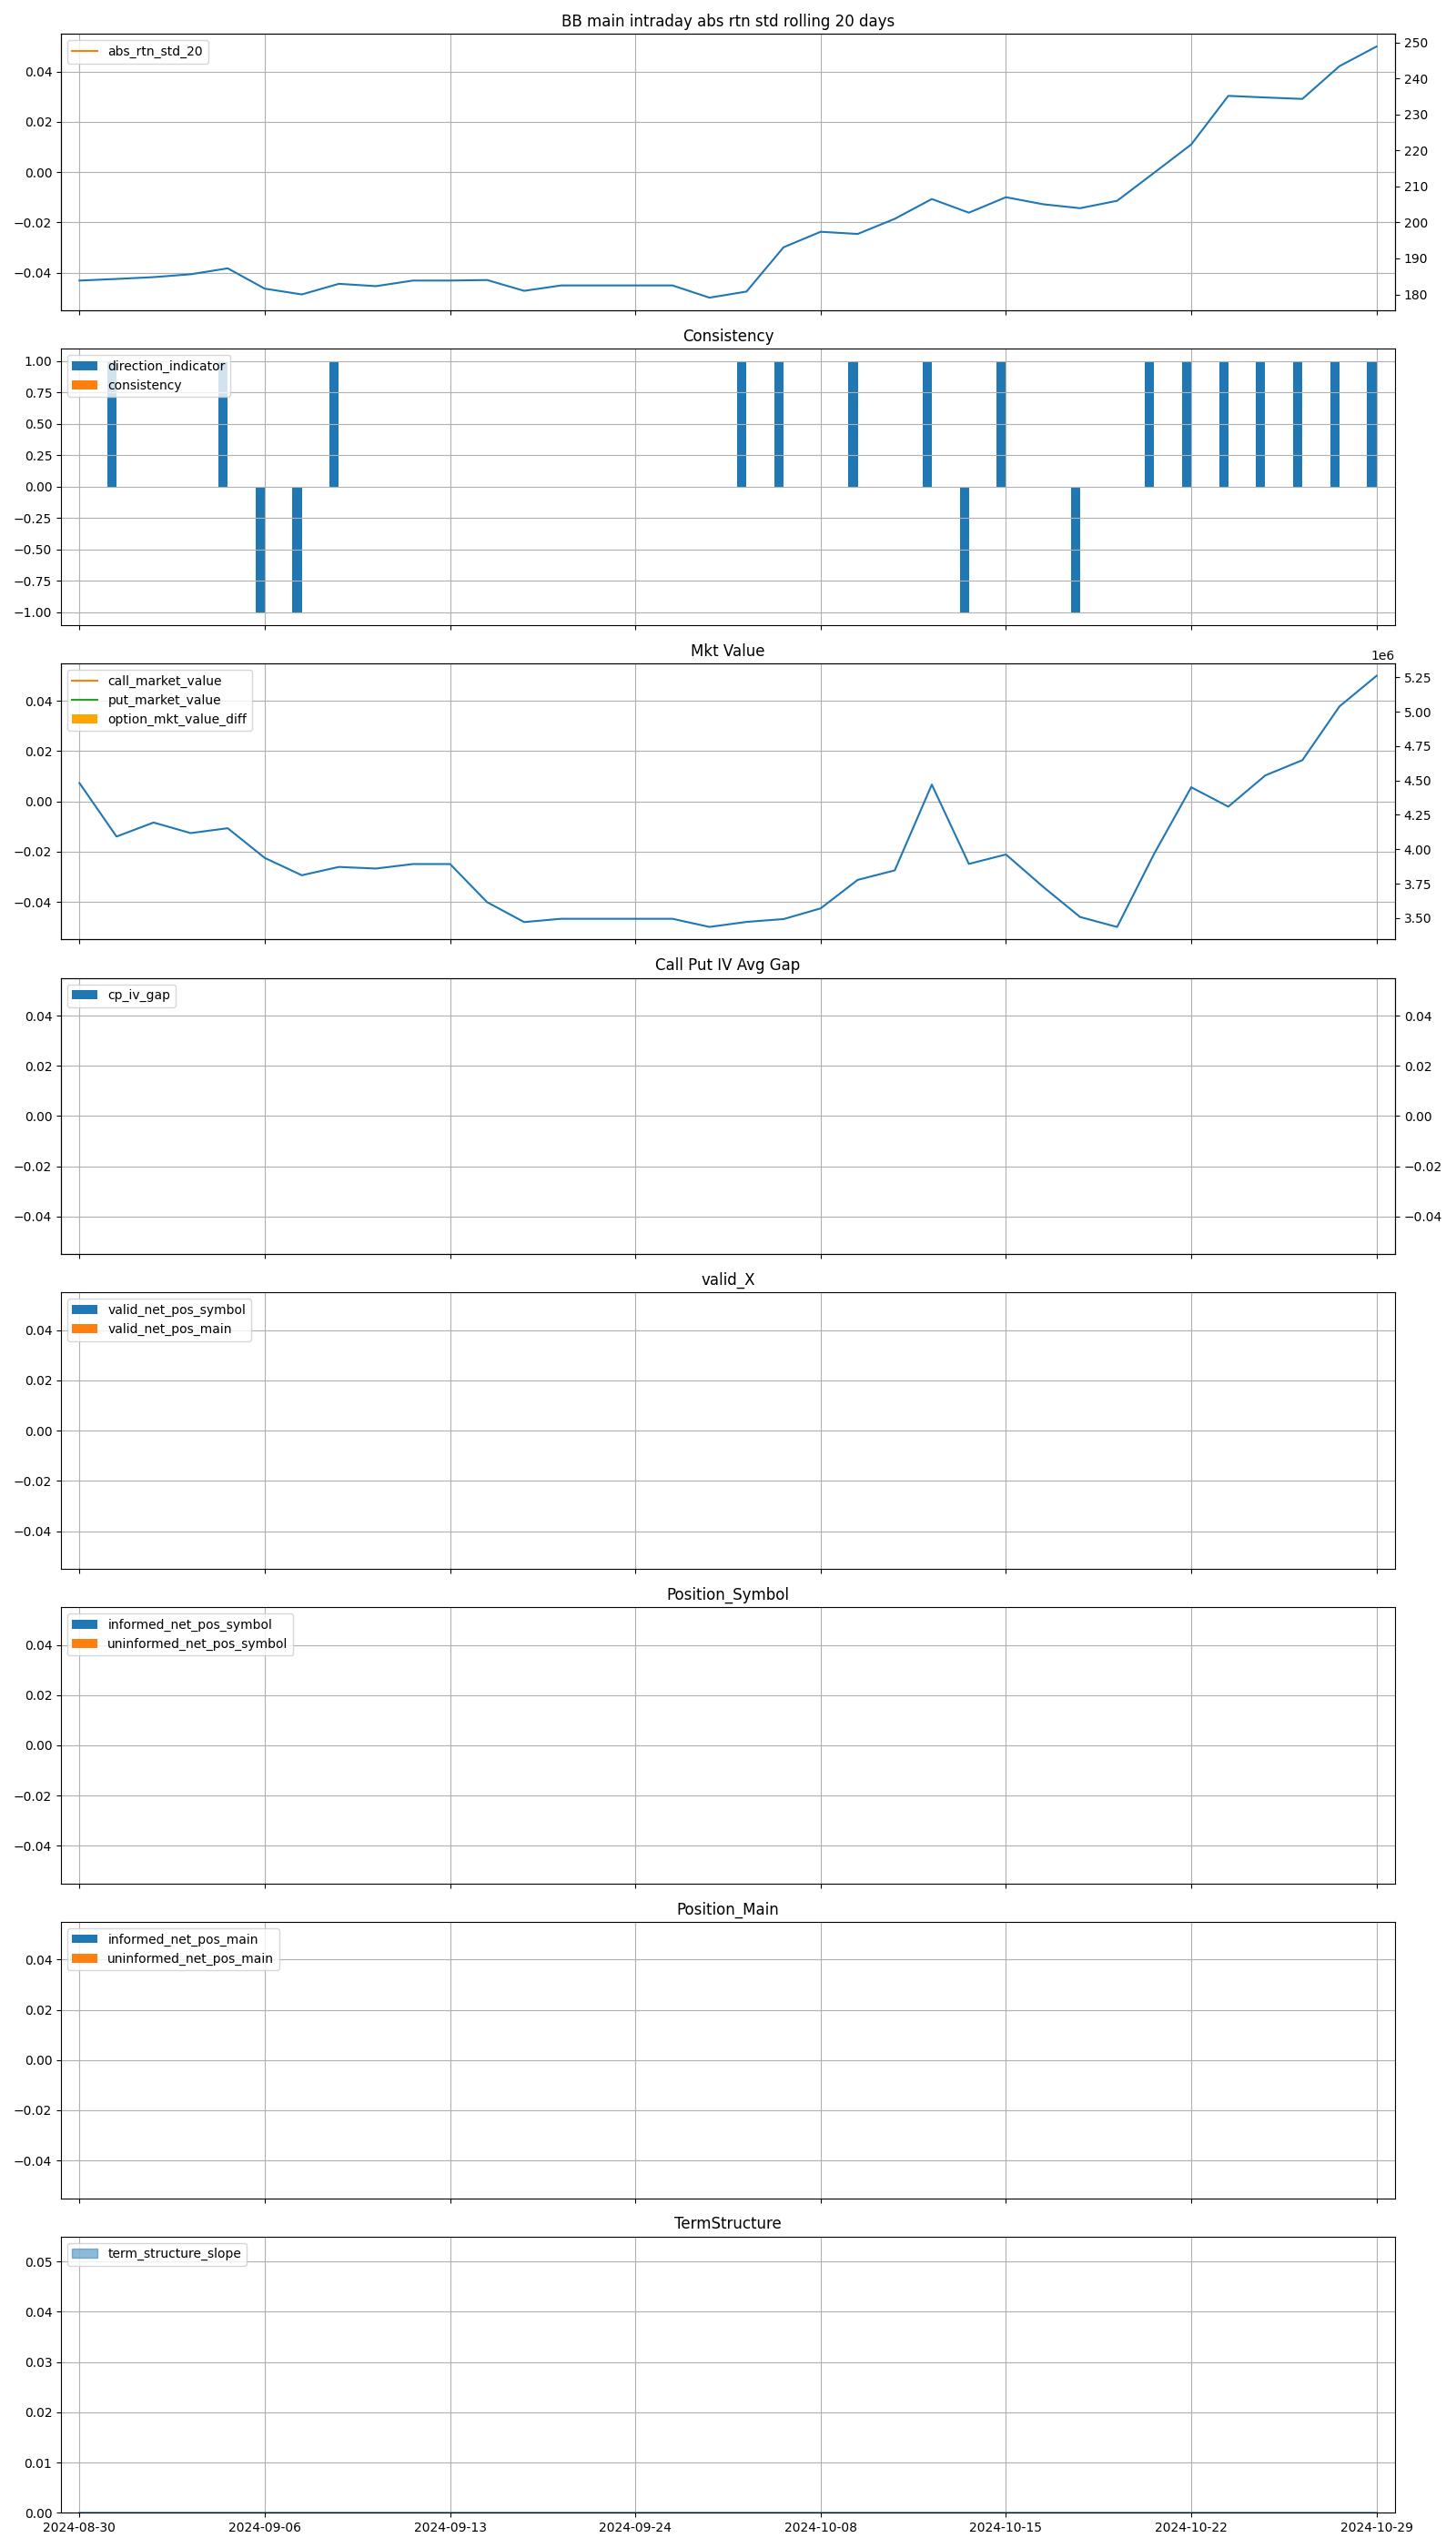 BB main intraday abs rtn std rolling 20 days
abs_rtn_std_20
0.04
0.02
0.00
−0.02
−0.04
250
240
230
220
210
200
190
180
Consistency
direction_indicator
consistency
1.00
0.75
0.50
0.25
0.00
−0.25
−0.50
−0.75
−1.00
Mkt Value
1e6
call_market_value
put_market_value
option_mkt_value_diff
0.04
0.02
0.00
−0.02
−0.04
5.25
5.00
4.75
4.50
4.25
4.00
3.75
3.50
Call Put IV Avg Gap
cp_iv_gap
0.04
0.02
0.00
−0.02
−0.04
0.04
0.02
0.00
−0.02
−0.04
valid_X
valid_net_pos_symbol
valid_net_pos_main
0.04
0.02
0.00
−0.02
−0.04
Position_Symbol
informed_net_pos_symbol
uninformed_net_pos_symbol
0.04
0.02
0.00
−0.02
−0.04
Position_Main
informed_net_pos_main
uninformed_net_pos_main
0.04
0.02
0.00
−0.02
−0.04
TermStructure
term_structure_slope
0.05
0.04
0.03
0.02
0.01
0.00
2024-08-30 2024-09-06 2024-09-13 2024-09-24 2024-10-08 2024-10-15 2024-10-22 2024-10-29